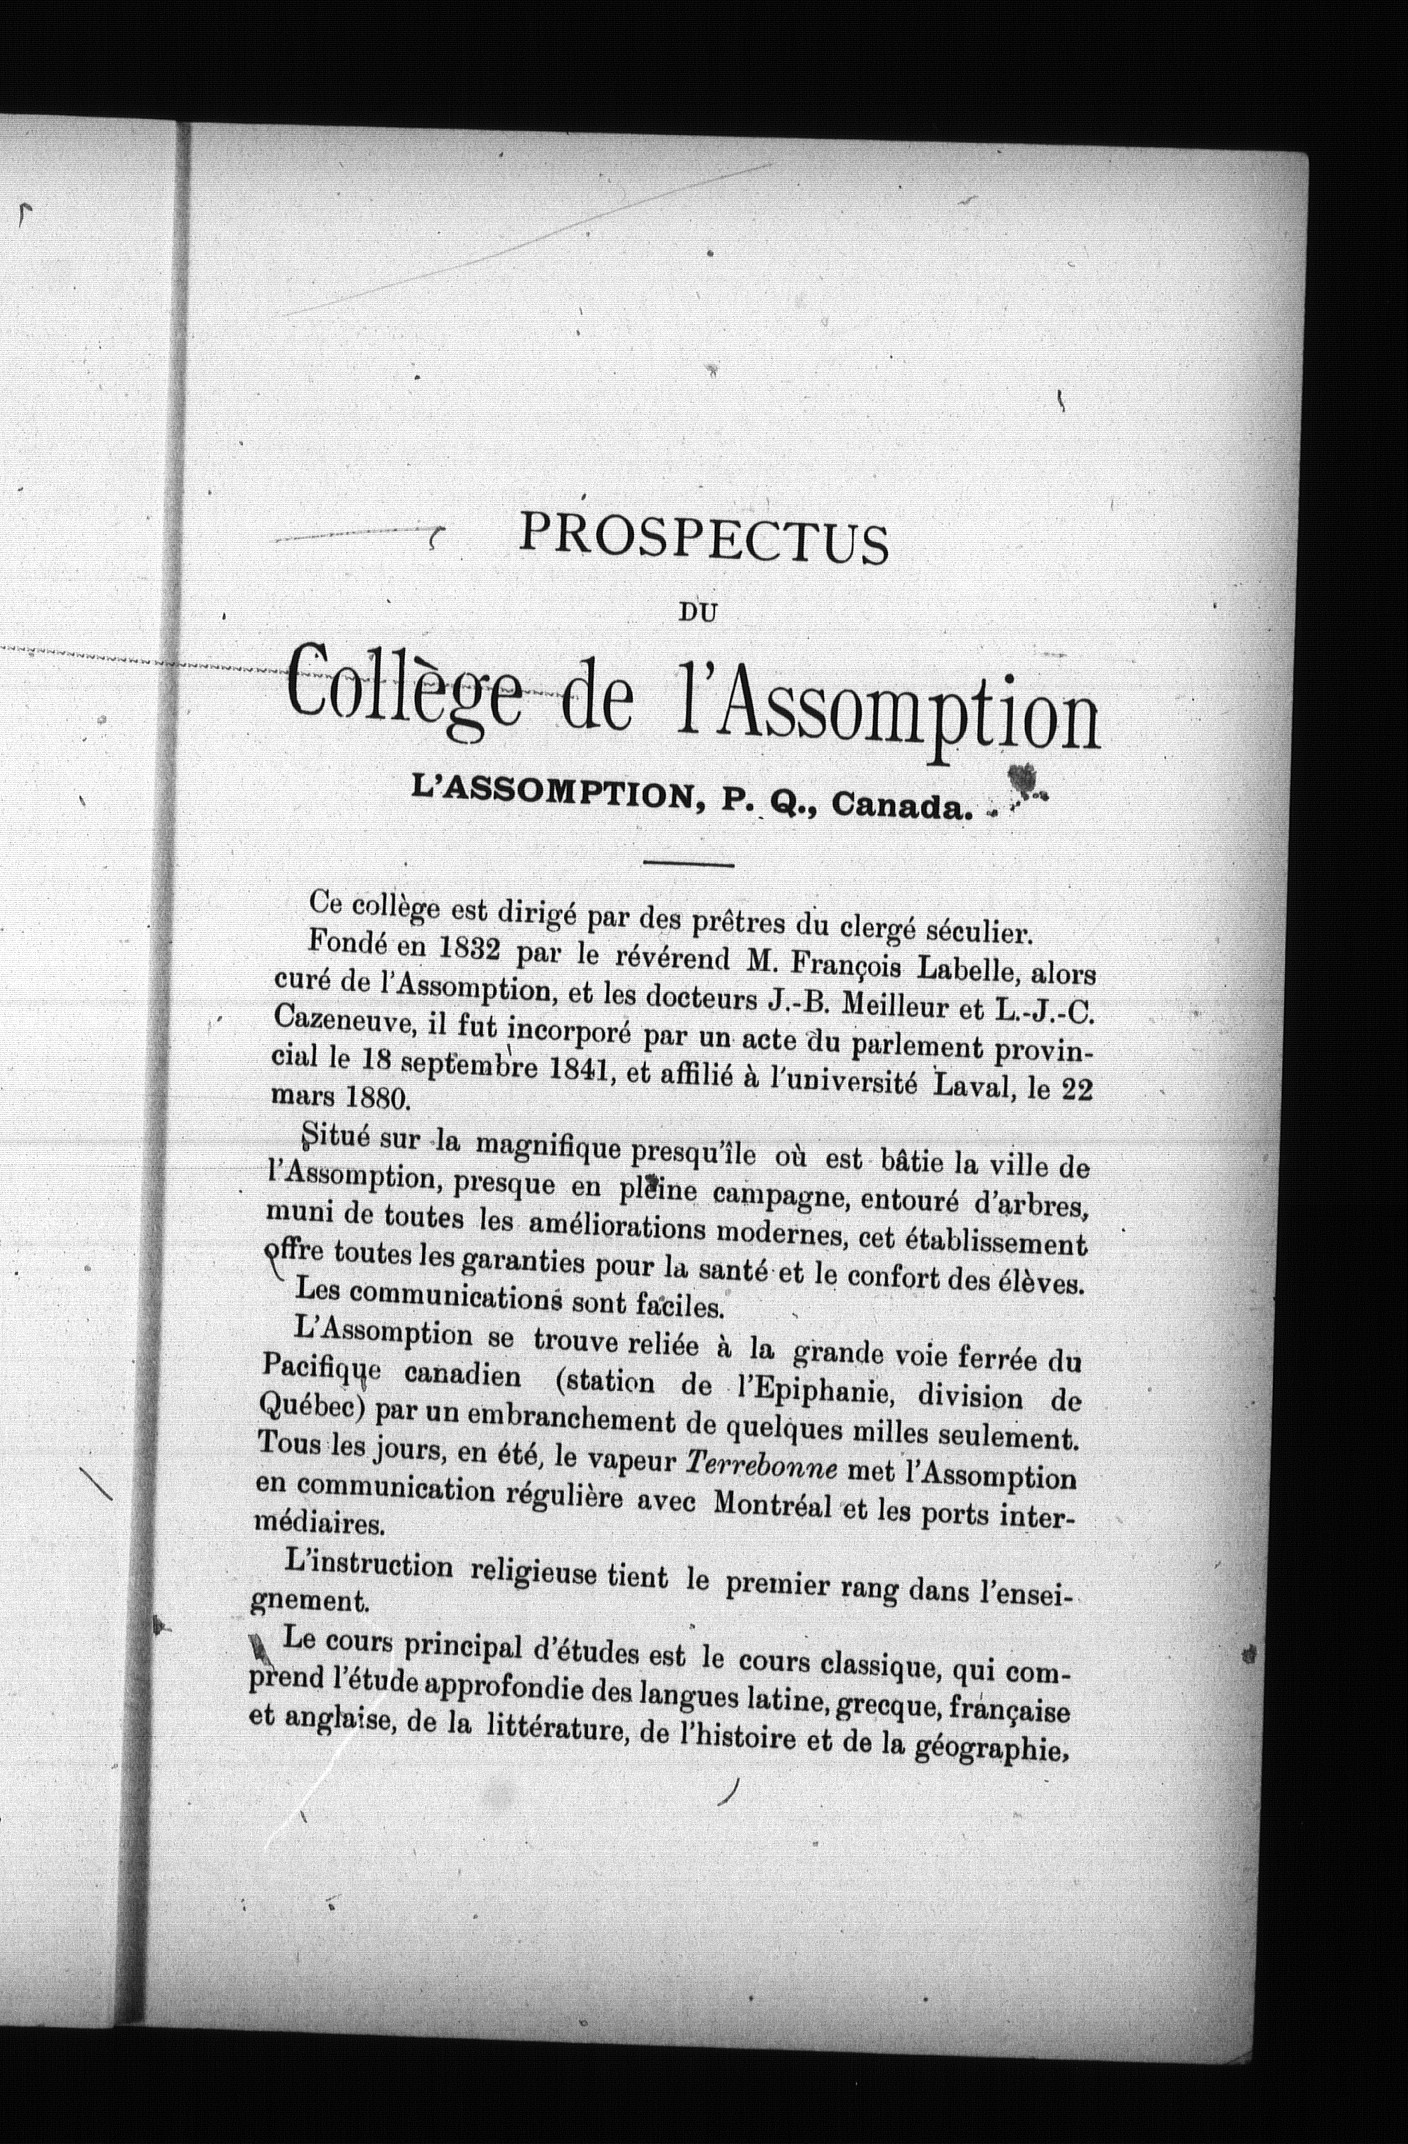 PROSPECTUS
DU
Collège de l'Assomption
L'ASSOMPTION, P. Q., Canada.
Ce collège est dirigé par des prêtres du clergé séculier.
Fondé en 1832 par le révérend M. François Labelle, alors
curé de l'Assomption, et les docteurs J.-B. Meilleur et L.-J.-C.
Cazeneuve, il fut incorporé par un acte du parlement provin-
cial le 18 septembre 1841, et affilié à l'université Laval, le 22
mars 1880.
Situé sur la magnifique presqu'île où est bâtie la ville de
l'Assomption, presque en pleine campagne, entouré d'arbres,
muni de toutes les améliorations modernes, cet établissement
offre toutes les garanties pour la santé et le confort des élèves.
Les communications sont faciles.
L'Assomption se trouve reliée à la grande voie ferrée du
Pacifique canadien (station de l'Epiphanie, division de
Québec) par un embranchement de quelques milles seulement.
Tous les jours, en été, le vapeur Terrebonne met l'Assomption
en communication régulière avec Montréal et les ports inter-
médiaires.
L'instruction religieuse tient le premier rang dans l'ensei-
gnement.
Le cours principal d'études est le cours classique, qui com-
prend l'étude approfondie des langues latine, grecque, française
et anglaise, de la littérature, de l'histoire et de la géographie,